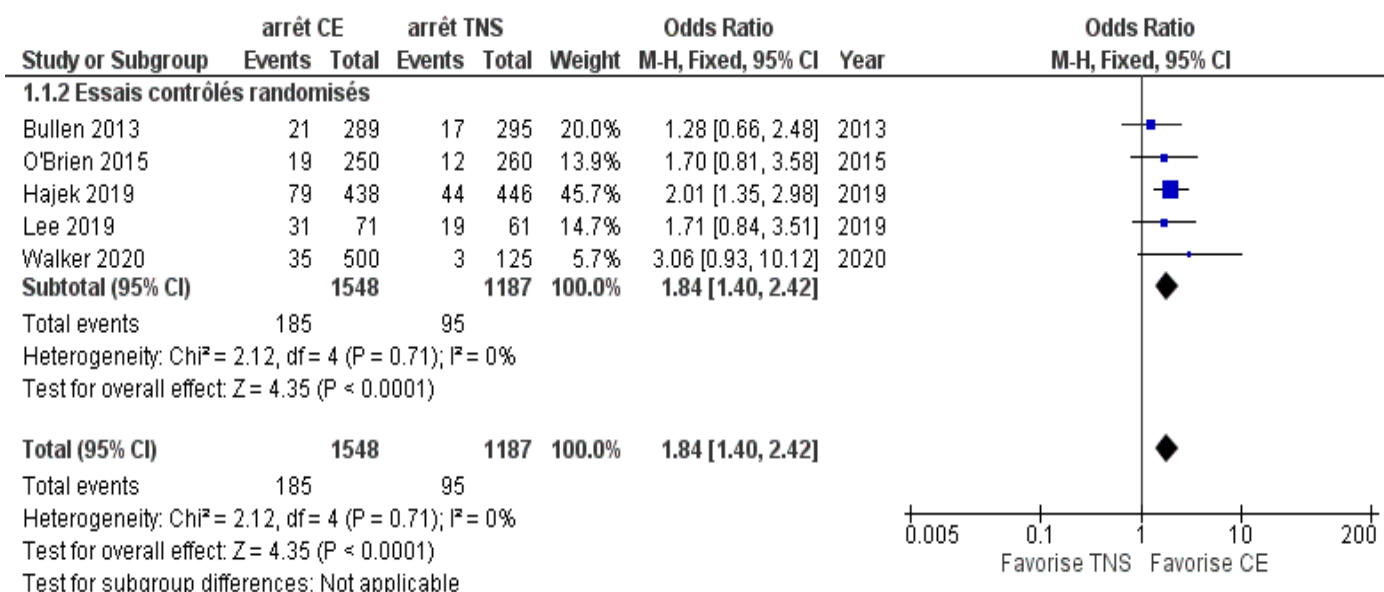 arrêt CE arrêt TNS Odds Ratio Odds Ratio
Study or Subgroup Events Total Events Total Weight M-H, Fixed, 95% CI Year M-H, Fixed, 95% CI
1.1.2 Essais contrôlés randomisés
Bullen 2013 21 289 17 295 20.0% 1.28 [0.66, 2.48] 2013
O'Brien 2015 19 250 12 260 13.9% 1.70 [0.81, 3.58] 2015
Hajek 2019 79 438 44 446 45.7% 2.01 [1.35, 2.98] 2019
Lee 2019 31 71 19 61 14.7% 1.71 [0.84, 3.51] 2019
Walker 2020 35 500 3 125 5.7% 3.06 [0.93, 10.12] 2020
Subtotal (95% CI) 1548 1187 100.0% 1.84 [1.40, 2.42]
Total events 185 95
Heterogeneity: Chi² = 2.12, df = 4 (P = 0.71); I² = 0%
Test for overall effect: Z = 4.35 (P < 0.0001)
Total (95% CI) 1548 1187 100.0% 1.84 [1.40, 2.42]
Total events 185 95
Heterogeneity: Chi² = 2.12, df = 4 (P = 0.71); I² = 0%
Test for overall effect: Z = 4.35 (P < 0.0001)
Test for subgroup differences: Not applicable
0.005 0.1 1 10 200
Favorise TNS Favorise CE